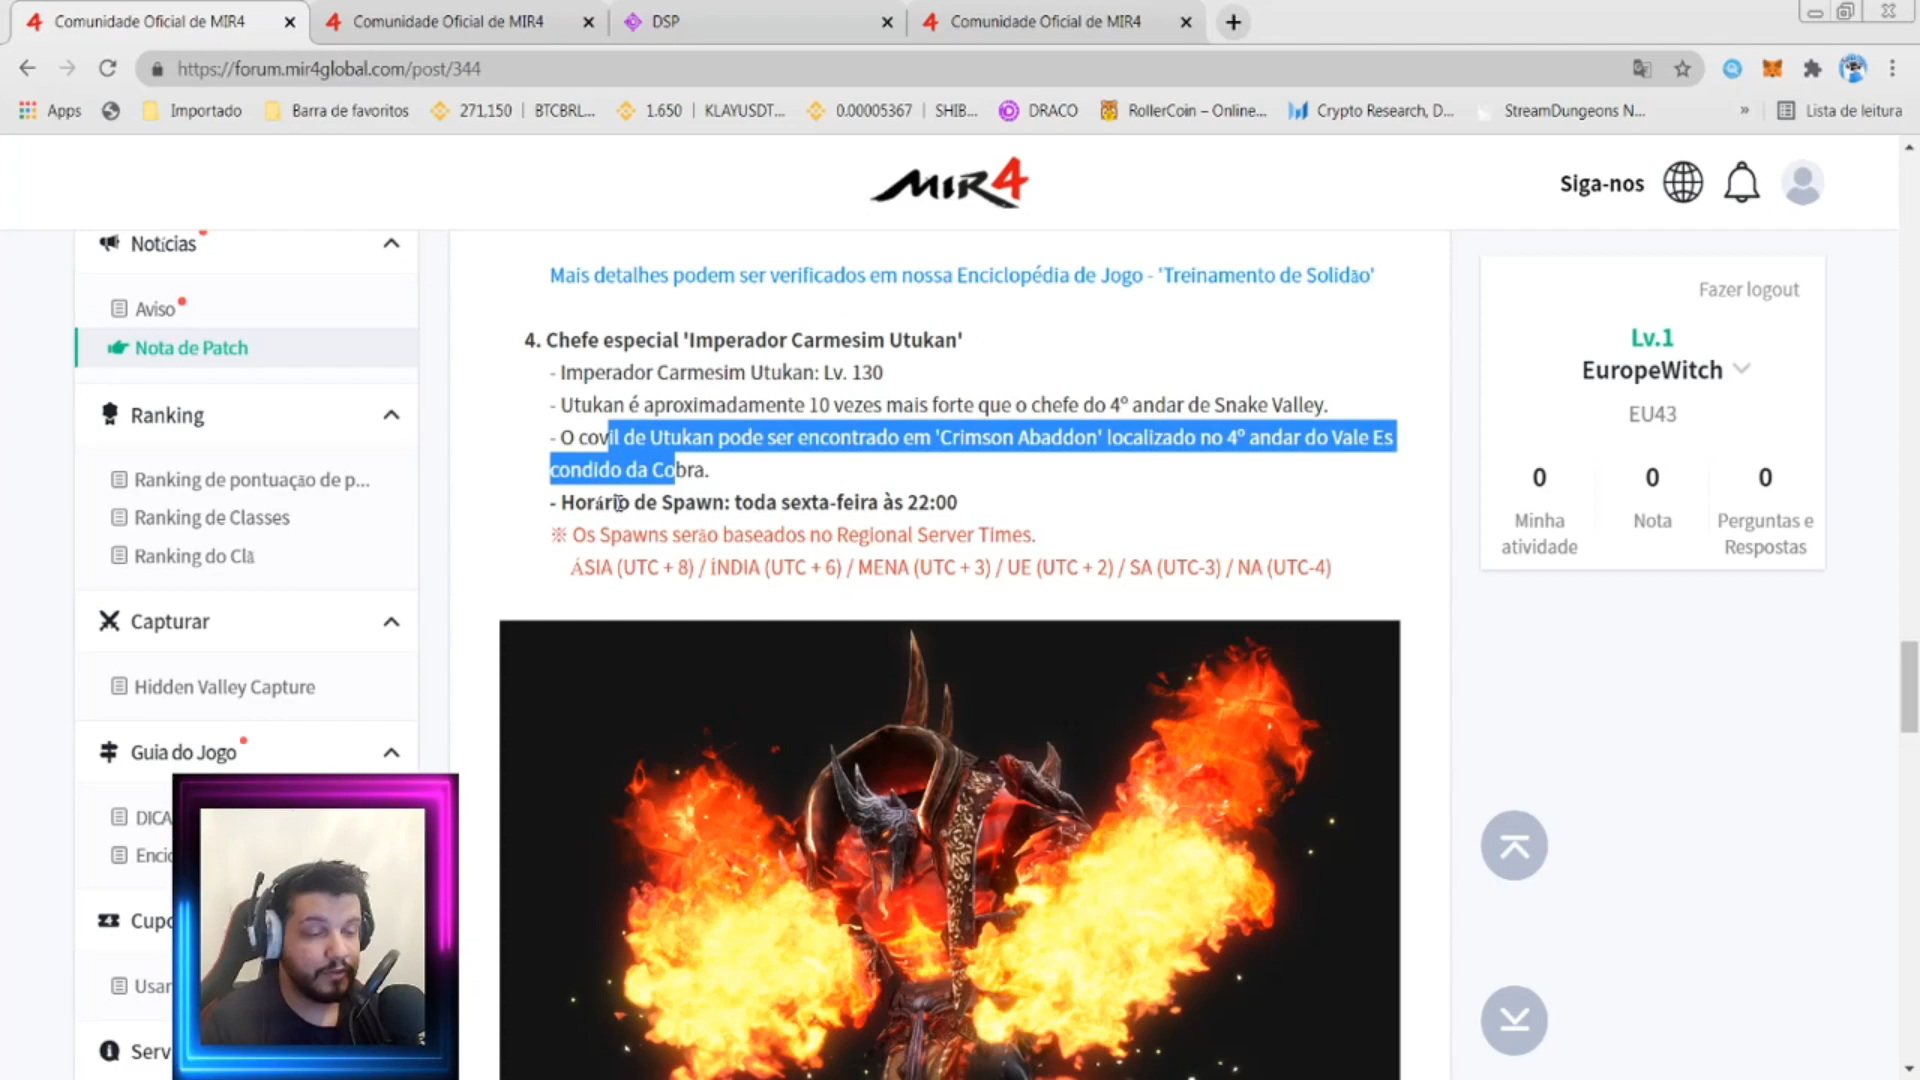 Comunidade Oficial de MIR4
Comunidade Oficial de MIR4
DSP
Comunidade Oficial de MIR4
https://forum.mir4global.com/post/344
Apps
Importado
Barra de favoritos
271,150 | BTCBRL...
1.650 | KLAYUSDT...
0.00005367 | SHIB...
DRACO
RollerCoin – Online...
Crypto Research, D...
StreamDungeons N...
»
Lista de leitura
MIR4
Siga-nos
Notícias
Aviso
Nota de Patch
Ranking
Ranking de pontuação de p...
Ranking de Classes
Ranking do Clã
Capturar
Hidden Valley Capture
Guia do Jogo
DICA
Encic
Cupo
Usar
Serv
Mais detalhes podem ser verificados em nossa Enciclopédia de Jogo - 'Treinamento de Solidão'
4. Chefe especial 'Imperador Carmesim Utukan'
- Imperador Carmesim Utukan: Lv. 130
- Utukan é aproximadamente 10 vezes mais forte que o chefe do 4º andar de Snake Valley.
- O covil de Utukan pode ser encontrado em 'Crimson Abaddon' localizado no 4º andar do Vale Es
condido da Cobra.
- Horário de Spawn: toda sexta-feira às 22:00
※ Os Spawns serão baseados no Regional Server Times.
ÁSIA (UTC + 8) / ÍNDIA (UTC + 6) / MENA (UTC + 3) / UE (UTC + 2) / SA (UTC-3) / NA (UTC-4)
Fazer logout
Lv.1
EuropeWitch
EU43
0 0 0
Minha atividade
Nota
Perguntas e Respostas